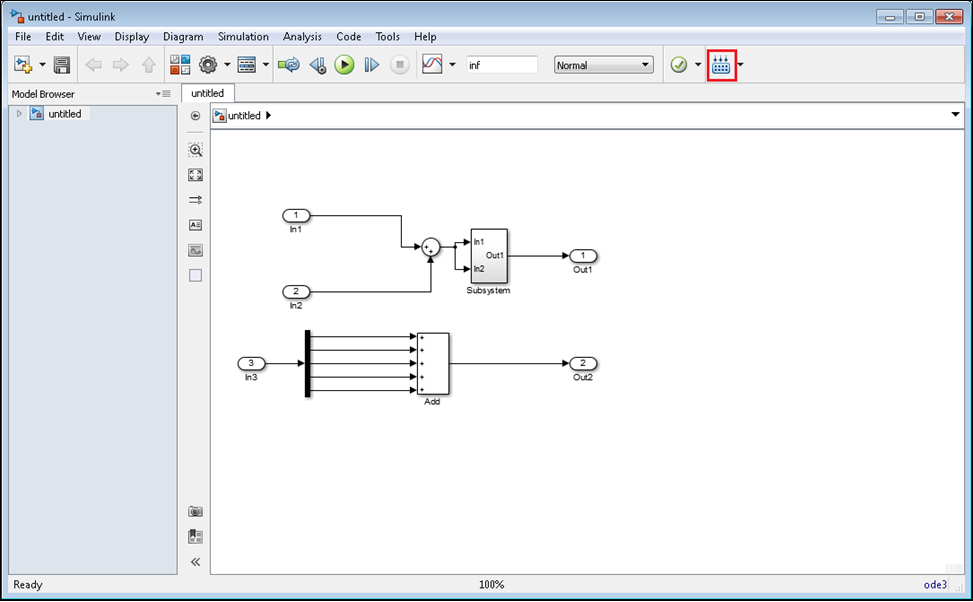 untitled - Simulink
File Edit View Display Diagram Simulation Analysis Code Tools Help
inf Normal
Model Browser
untitled
untitled
untitled
1
In1
2
In2
In1
In2
Out1
Subsystem
1
Out1
3
In3
Add
2
Out2
Ready 100% ode3